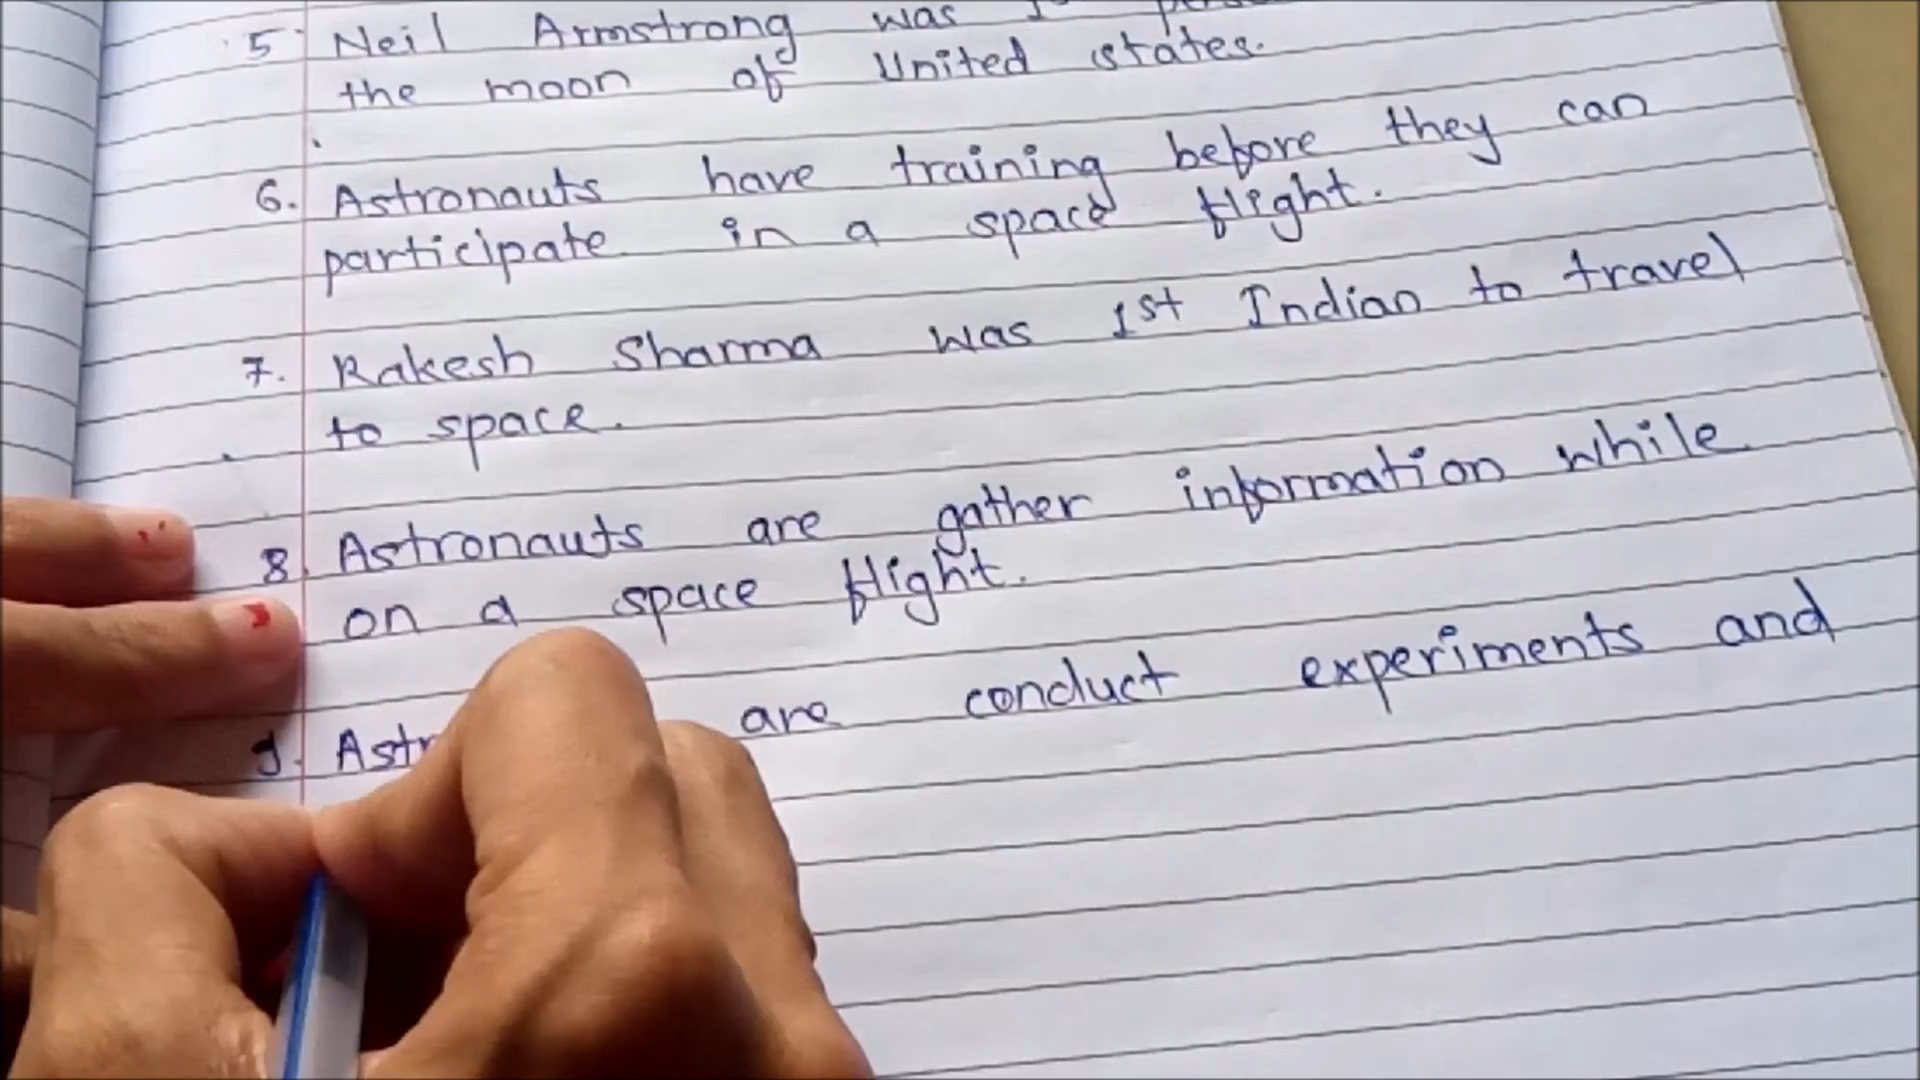 5. Neil Armstrong was
the moon of United states.
6. Astronauts have training before they can
participate in a space flight.
7. Rakesh Sharma was 1st Indian to travel
to space.
8. Astronauts are gather information while
on a space flight.
9. are conduct experiments and